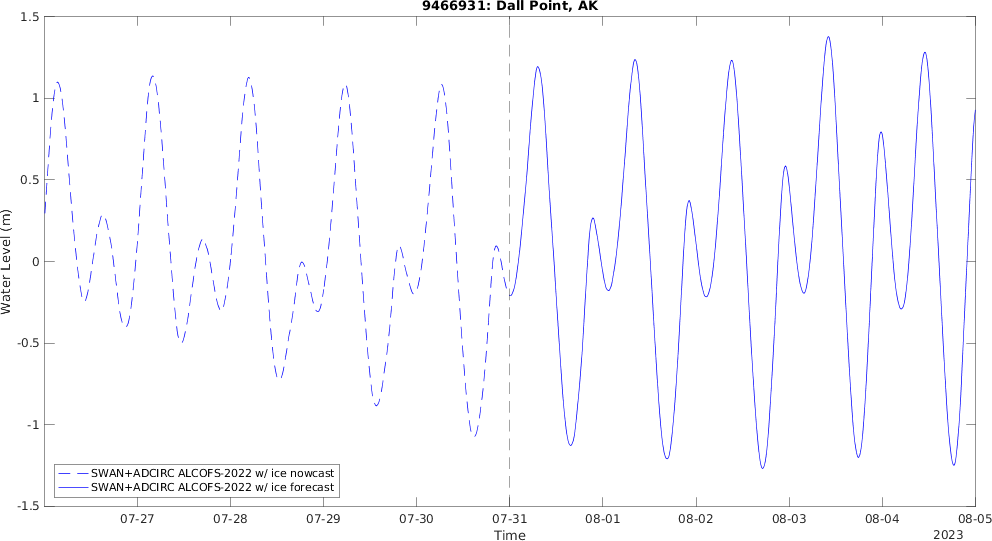 9466931: Dall Point, AK
1.5
1
0.5
0
-0.5
-1
-1.5
Water Level (m)
SWAN+ADCIRC ALCOFS-2022 w/ ice nowcast
SWAN+ADCIRC ALCOFS-2022 w/ ice forecast
07-27 07-28 07-29 07-30 07-31 08-01 08-02 08-03 08-04 08-05
Time
2023